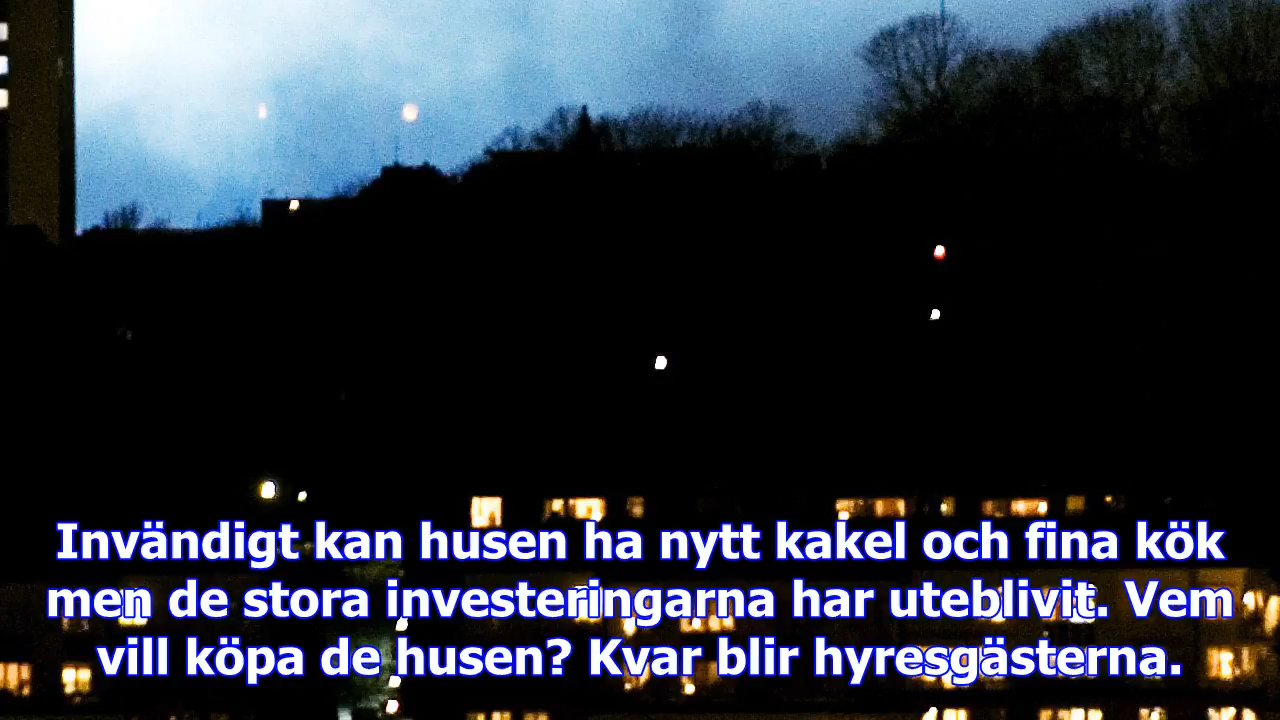 Invändigt kan husen ha nytt kakel och fina kök
men de stora investeringarna har uteblivit. Vem
vill köpa de husen? Kvar blir hyresgästerna.